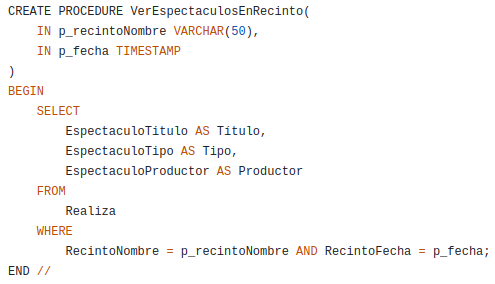 CREATE PROCEDURE VerEspectaculosEnRecinto(
    IN p_recintoNombre VARCHAR(50),
    IN p_fecha TIMESTAMP
)
BEGIN
    SELECT
        EspectaculoTitulo AS Titulo,
        EspectaculoTipo AS Tipo,
        EspectaculoProductor AS Productor
    FROM
        Realiza
    WHERE
        RecintoNombre = p_recintoNombre AND RecintoFecha = p_fecha;
END //